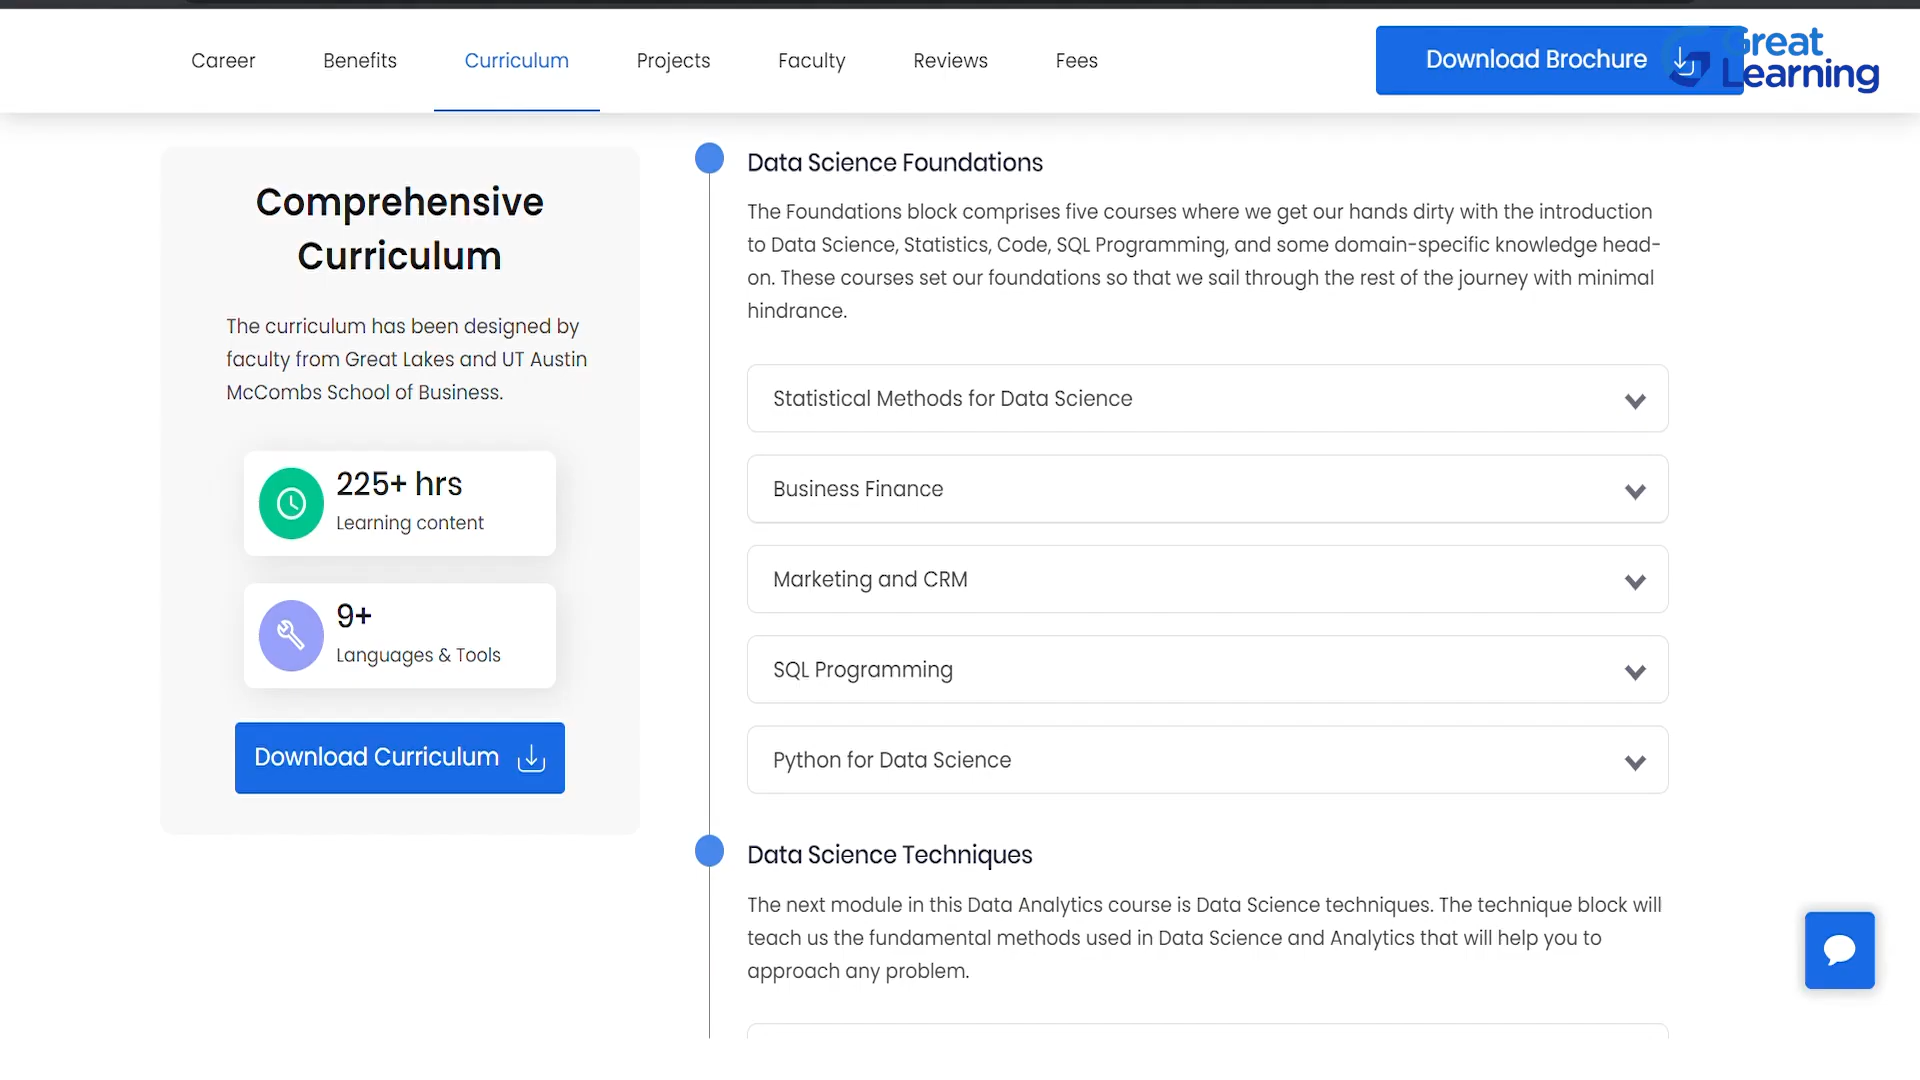 Career Benefits Curriculum Projects Faculty Reviews Fees Download Brochure
Great
Learning
Comprehensive
Curriculum
The curriculum has been designed by
faculty from Great Lakes and UT Austin
McCombs School of Business.
225+ hrs
Learning content
9+
Languages & Tools
Download Curriculum
Data Science Foundations
The Foundations block comprises five courses where we get our hands dirty with the introduction
to Data Science, Statistics, Code, SQL Programming, and some domain-specific knowledge head-
on. These courses set our foundations so that we sail through the rest of the journey with minimal
hindrance.
Statistical Methods for Data Science
Business Finance
Marketing and CRM
SQL Programming
Python for Data Science
Data Science Techniques
The next module in this Data Analytics course is Data Science techniques. The technique block will
teach us the fundamental methods used in Data Science and Analytics that will help you to
approach any problem.